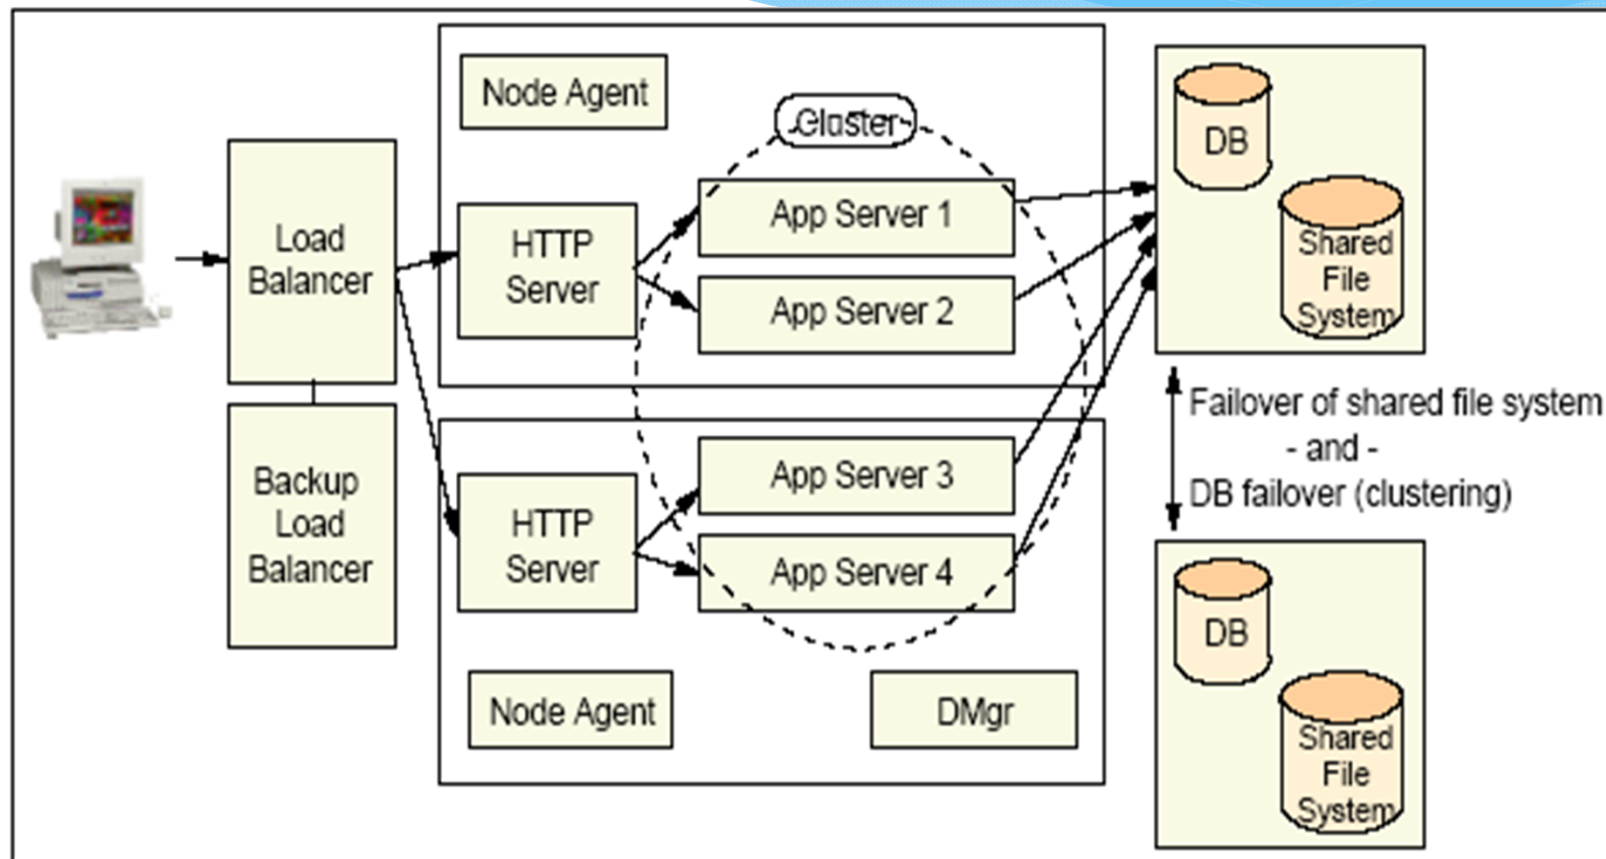 Node Agent
Cluster
DB
Load
Balancer
HTTP
Server
App Server 1
App Server 2
Shared
File
System
Backup
Load
Balancer
HTTP
Server
App Server 3
App Server 4
Failover of shared file system
- and -
DB failover (clustering)
Node Agent
DMgr
DB
Shared
File
System